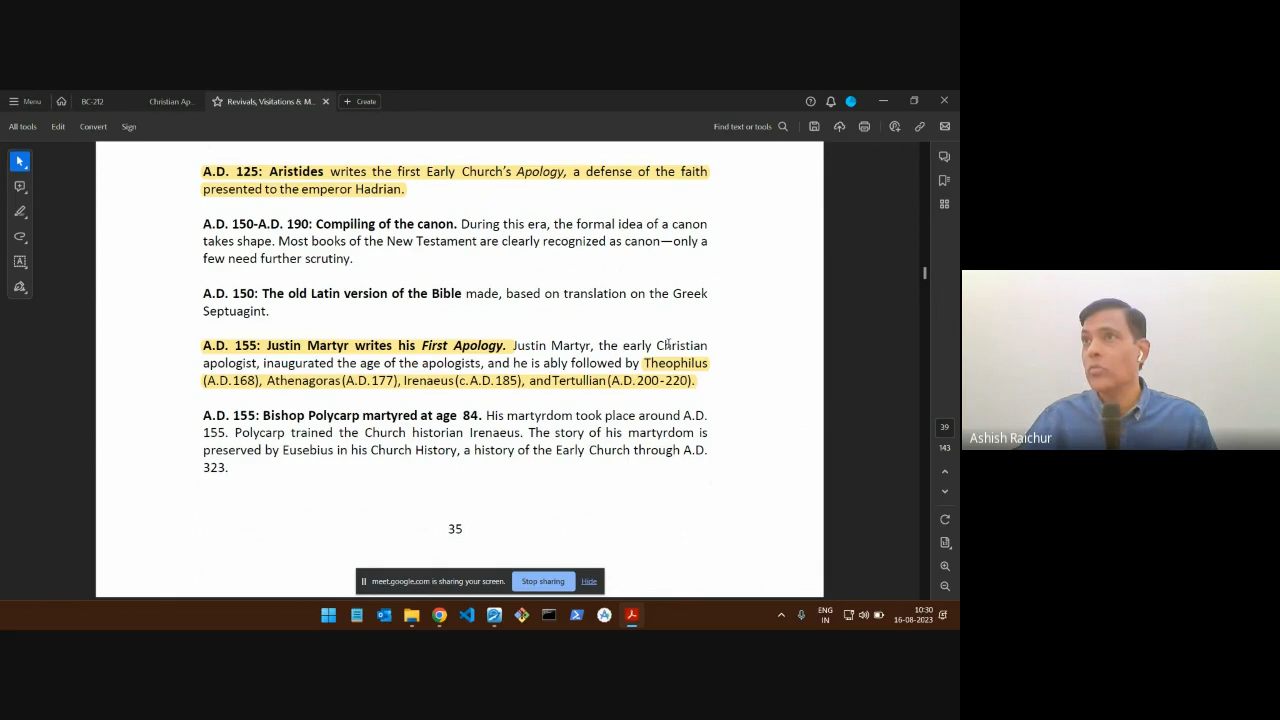 Menu
BC-212
Christian Ap...
Revivals, Visitations & M...
Create
All tools
Edit
Convert
Sign
Find text or tools
A.D. 125: Aristides writes the first Early Church's Apology, a defense of the faith
presented to the emperor Hadrian.
A.D. 150-A.D. 190: Compiling of the canon. During this era, the formal idea of a canon
takes shape. Most books of the New Testament are clearly recognized as canon—only a
few need further scrutiny.
A.D. 150: The old Latin version of the Bible made, based on translation on the Greek
Septuagint.
A.D. 155: Justin Martyr writes his First Apology. Justin Martyr, the early Christian
apologist, inaugurated the age of the apologists, and he is ably followed by Theophilus
(A.D.168), Athenagoras (A.D.177), Irenaeus (c. A.D. 185), and Tertullian (A.D. 200-220).
A.D. 155: Bishop Polycarp martyred at age 84. His martyrdom took place around A.D.
155. Polycarp trained the Church historian Irenaeus. The story of his martyrdom is
preserved by Eusebius in his Church History, a history of the Early Church through A.D.
323.
35
39
143
Ashish Raichur
meet.google.com is sharing your screen.
Stop sharing
Hide
ENG
IN
10:30
16-08-2023